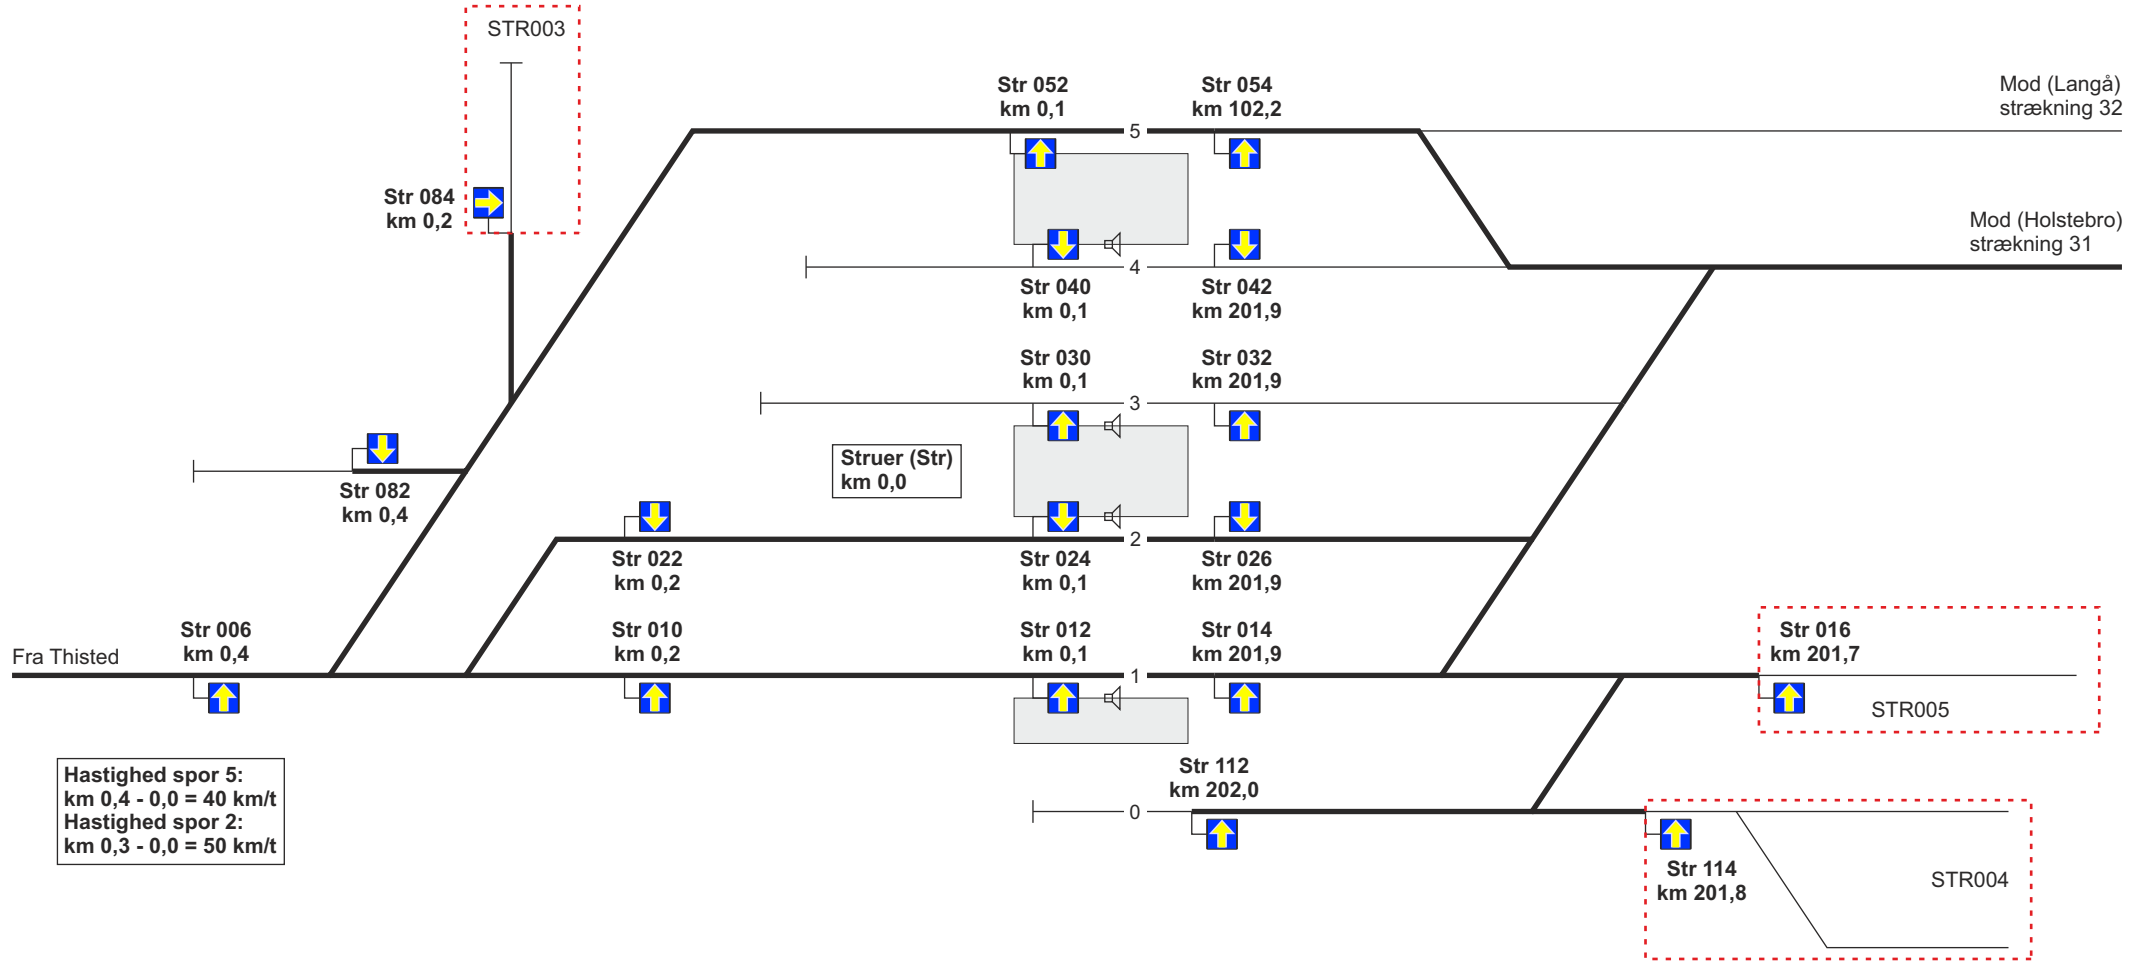 STR003
Str 052
km 0,1
Str 054
km 102,2
Mod (Langå)
strækning 32
5
Str 084
km 0,2
Mod (Holstebro)
strækning 31
4
Str 040
km 0,1
Str 042
km 201,9
Str 030
km 0,1
Str 032
km 201,9
3
Struer (Str)
km 0,0
Str 082
km 0,4
2
Str 022
km 0,2
Str 024
km 0,1
Str 026
km 201,9
Fra Thisted
Str 006
km 0,4
Str 010
km 0,2
Str 012
km 0,1
Str 014
km 201,9
Str 016
km 201,7
1
STR005
Hastighed spor 5:
km 0,4 - 0,0 = 40 km/t
Hastighed spor 2:
km 0,3 - 0,0 = 50 km/t
Str 112
km 202,0
0
Str 114
km 201,8
STR004